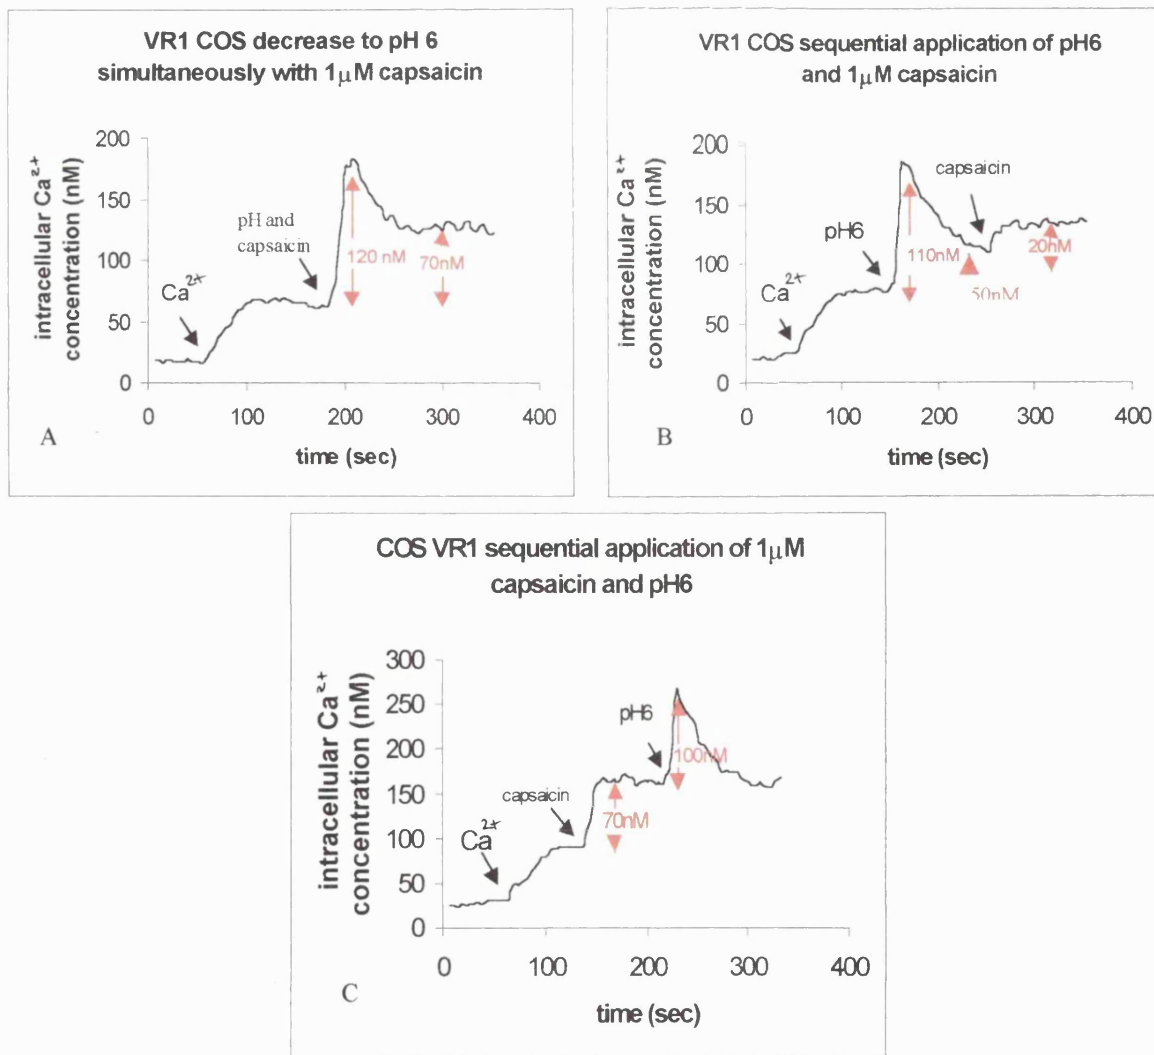 VR1 COS decrease to pH 6
simultaneously with 1μM capsaicin
intracellular Ca²⁺
concentration (nM)
200
150
100
50
0
Ca²⁺
pH and
capsaicin
120 nM
70nM
0
100
200
300
400
time (sec)
A
VR1 COS sequential application of pH6
and 1μM capsaicin
intracellular Ca²⁺
concentration (nM)
200
150
100
50
0
Ca²⁺
pH6
capsaicin
110nM
50nM
20nM
0
100
200
300
400
time (sec)
B
COS VR1 sequential application of 1μM
capsaicin and pH6
intracellular Ca²⁺
concentration (nM)
300
250
200
150
100
50
0
Ca²⁺
capsaicin
pH6
70nM
100nM
0
100
200
300
400
time (sec)
C